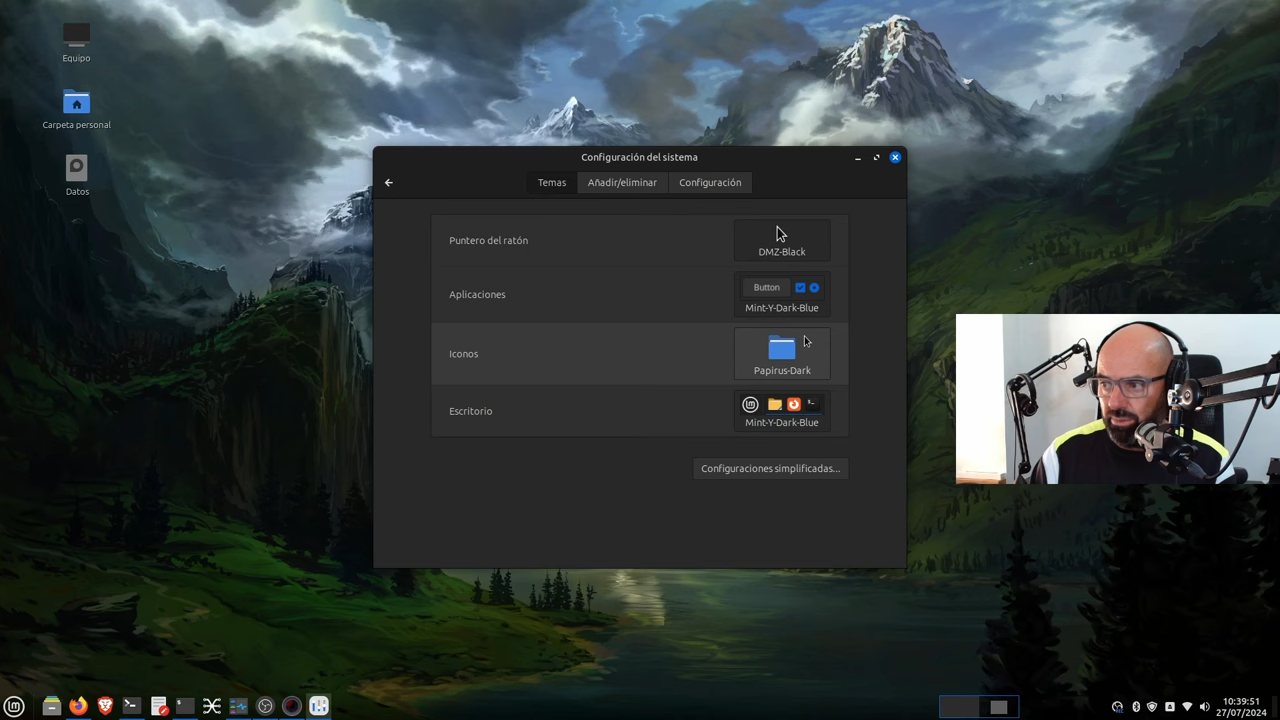 Equipo
Carpeta personal
Datos
Configuración del sistema
Temas
Añadir/eliminar
Configuración
Puntero del ratón
DMZ-Black
Aplicaciones
Button
Mint-Y-Dark-Blue
Iconos
Papirus-Dark
Escritorio
Mint-Y-Dark-Blue
Configuraciones simplificadas...
10:39:51
27/07/2024